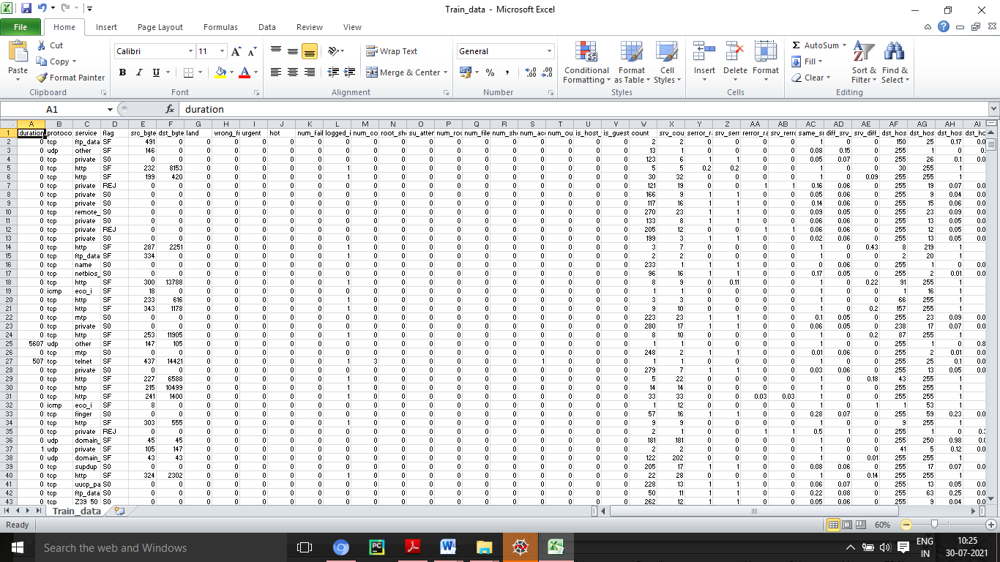 Train_data - Microsoft Excel
File Home Insert Page Layout Formulas Data Review View
Paste Cut Copy Format Painter Clipboard
Calibri 11 A A B I U A Font
Wrap Text Merge & Center Alignment
General % , .0 .00 .00 .0 Number
Conditional Formatting Format as Table Cell Styles Styles
Insert Delete Format Cells
Σ AutoSum Fill Clear Sort & Filter Find & Select Editing
A1 fx duration
A B C D E F G H I J K L M N O P Q R S T U V W X Y Z AA AB AC AD AE AF AG AH AI
1 duration protoco service flag src_byte dst_byte land wrong_fr urgent hot num_fail logged_i num_co root_she su_attem num_roo num_file num_she num_acc num_ou is_host_ is_guest count srv_cou serror_ra srv_serr rerror_ra srv_rerro same_sr diff_srv_ srv_diff_ dst_hos dst_hos dst_hos dst_ho
2 0 tcp ftp_data SF 491 0 0 0 0 0 0 0 0 0 0 0 0 0 0 0 0 0 2 2 0 0 0 0 1 0 0 150 25 0.17 0.0
3 0 udp other SF 146 0 0 0 0 0 0 0 0 0 0 0 0 0 0 0 0 0 13 1 0 0 0 0 0.08 0.15 0 255 1 0 0.
4 0 tcp private S0 0 0 0 0 0 0 0 0 0 0 0 0 0 0 0 0 0 0 123 6 1 1 0 0 0.05 0.07 0 255 26 0.1 0.0
5 0 tcp http SF 232 8153 0 0 0 0 0 1 0 0 0 0 0 0 0 0 0 0 5 5 0.2 0.2 0 0 1 0 0 30 255 1
6 0 tcp http SF 199 420 0 0 0 0 0 1 0 0 0 0 0 0 0 0 0 0 30 32 0 0 0 0 1 0 0.09 255 255 1
7 0 tcp private REJ 0 0 0 0 0 0 0 0 0 0 0 0 0 0 0 0 0 0 121 19 0 0 1 1 0.16 0.06 0 255 19 0.07 0.0
8 0 tcp private S0 0 0 0 0 0 0 0 0 0 0 0 0 0 0 0 0 0 0 166 9 1 1 0 0 0.05 0.06 0 255 9 0.04 0.0
9 0 tcp private S0 0 0 0 0 0 0 0 0 0 0 0 0 0 0 0 0 0 0 117 16 1 1 0 0 0.14 0.06 0 255 15 0.06 0.0
10 0 tcp remote_ S0 0 0 0 0 0 0 0 0 0 0 0 0 0 0 0 0 0 0 270 23 1 1 0 0 0.09 0.05 0 255 23 0.09 0.0
11 0 tcp private S0 0 0 0 0 0 0 0 0 0 0 0 0 0 0 0 0 0 0 133 8 1 1 0 0 0.06 0.06 0 255 13 0.05 0.0
12 0 tcp private REJ 0 0 0 0 0 0 0 0 0 0 0 0 0 0 0 0 0 0 205 12 0 0 1 1 0.06 0.06 0 255 12 0.05 0.0
13 0 tcp private S0 0 0 0 0 0 0 0 0 0 0 0 0 0 0 0 0 0 0 199 3 1 1 0 0 0.02 0.06 0 255 13 0.05 0.0
14 0 tcp http SF 287 2251 0 0 0 0 0 1 0 0 0 0 0 0 0 0 0 0 3 7 0 0 0 0 1 0 0.43 8 219 1
15 0 tcp ftp_data SF 334 0 0 0 0 0 0 1 0 0 0 0 0 0 0 0 0 0 2 2 0 0 0 0 1 0 0 2 20 1
16 0 tcp name S0 0 0 0 0 0 0 0 0 0 0 0 0 0 0 0 0 0 0 233 1 1 1 0 0 0 0.06 0 255 1 0 0.0
17 0 tcp netbios_ S0 0 0 0 0 0 0 0 0 0 0 0 0 0 0 0 0 0 0 96 16 1 1 0 0 0.17 0.05 0 255 2 0.01 0.0
18 0 tcp http SF 300 13788 0 0 0 0 0 1 0 0 0 0 0 0 0 0 0 0 8 9 0 0.11 0 0 1 0 0.22 91 255 1
19 0 icmp eco_i SF 18 0 0 0 0 0 0 0 0 0 0 0 0 0 0 0 0 0 1 1 0 0 0 0 1 0 0 1 16 1
20 0 tcp http SF 233 616 0 0 0 0 0 1 0 0 0 0 0 0 0 0 0 0 3 3 0 0 0 0 1 0 0 66 255 1
21 0 tcp http SF 343 1178 0 0 0 0 0 1 0 0 0 0 0 0 0 0 0 0 9 10 0 0 0 0 1 0 0.2 157 255 1
22 0 tcp mtp S0 0 0 0 0 0 0 0 0 0 0 0 0 0 0 0 0 0 0 223 23 1 1 0 0 0.1 0.05 0 255 23 0.09 0.0
23 0 tcp private S0 0 0 0 0 0 0 0 0 0 0 0 0 0 0 0 0 0 0 280 17 1 1 0 0 0.06 0.05 0 238 17 0.07 0.0
24 0 tcp http SF 253 11905 0 0 0 0 0 1 0 0 0 0 0 0 0 0 0 0 8 10 0 0 0 0 1 0 0.2 87 255 1
25 5607 udp other SF 147 105 0 0 0 0 0 0 0 0 0 0 0 0 0 0 0 0 1 1 0 0 0 0 1 0 0 255 1 0 0.8
26 0 tcp mtp S0 0 0 0 0 0 0 0 0 0 0 0 0 0 0 0 0 0 0 248 2 1 1 0 0 0.01 0.06 0 255 2 0.01 0.0
27 507 tcp telnet SF 437 14421 0 0 0 0 0 1 3 0 0 0 0 0 1 0 0 0 1 1 0 0 0 0 1 0 0 255 25 0.1 0.0
28 0 tcp private S0 0 0 0 0 0 0 0 0 0 0 0 0 0 0 0 0 0 0 279 7 1 1 0 0 0.03 0.06 0 255 13 0.05 0.0
29 0 tcp http SF 227 6588 0 0 0 0 0 1 0 0 0 0 0 0 0 0 0 0 5 22 0 0 0 0 1 0 0.18 43 255 1
30 0 tcp http SF 215 10499 0 0 0 0 0 1 0 0 0 0 0 0 0 0 0 0 14 14 0 0 0 0 1 0 0 255 255 1
31 0 tcp http SF 241 1400 0 0 0 0 0 1 0 0 0 0 0 0 0 0 0 0 33 33 0 0 0.03 0.03 1 0 0 255 255 1
32 0 icmp eco_i SF 8 0 0 0 0 0 0 0 0 0 0 0 0 0 0 0 0 0 1 12 0 0 0 0 1 0 1 1 53 1
33 0 tcp finger S0 0 0 0 0 0 0 0 0 0 0 0 0 0 0 0 0 0 0 57 16 1 1 0 0 0.28 0.07 0 255 59 0.23 0.0
34 0 tcp http SF 303 555 0 0 0 0 0 1 0 0 0 0 0 0 0 0 0 0 9 9 0 0 0 0 1 0 0 9 255 1
35 0 tcp private REJ 0 0 0 0 0 0 0 0 0 0 0 0 0 0 0 0 0 0 2 1 0 0 1 1 0.5 1 0 255 1 0 0.3
36 0 udp domain_ SF 45 45 0 0 0 0 0 0 0 0 0 0 0 0 0 0 0 0 181 181 0 0 0 0 1 0 0 255 250 0.98 0.0
37 1 udp private SF 105 147 0 0 0 0 0 0 0 0 0 0 0 0 0 0 0 0 2 2 0 0 0 0 1 0 0 41 5 0.12 0.0
38 0 udp domain_ SF 43 43 0 0 0 0 0 0 0 0 0 0 0 0 0 0 0 0 122 202 0 0 0 0 1 0 0.01 255 255 1
39 0 tcp supdup S0 0 0 0 0 0 0 0 0 0 0 0 0 0 0 0 0 0 0 205 17 1 1 0 0 0.08 0.06 0 255 17 0.07 0.0
40 0 tcp http SF 324 2302 0 0 0 0 0 1 0 0 0 0 0 0 0 0 0 0 22 28 0 0 0 0 1 0 0.14 255 255 1
41 0 tcp uucp_pa S0 0 0 0 0 0 0 0 0 0 0 0 0 0 0 0 0 0 0 228 13 1 1 0 0 0.06 0.07 0 255 13 0.05 0.0
42 0 tcp ftp_data S0 0 0 0 0 0 0 0 0 0 0 0 0 0 0 0 0 0 0 50 11 1 1 0 0 0.22 0.08 0 255 63 0.25 0.0
43 0 tcp Z39_50 S0 0 0 0 0 0 0 0 0 0 0 0 0 0 0 0 0 0 0 262 12 1 1 0 0 0.05 0.06 0 255 9 0.04 0.0
Train_data
Ready 60%
Search the web and Windows
ENG 10:25
IN 30-07-2021